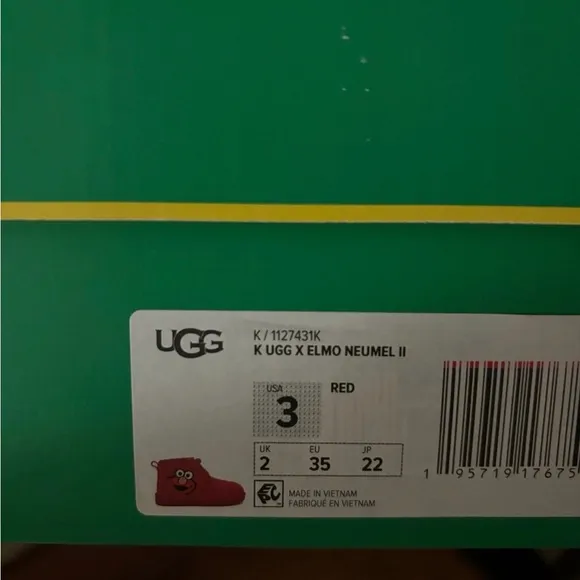 UGG
K / 1127431K
K UGG X ELMO NEUMEL II
USA
3
RED
UK EU JP
2 35 22
MADE IN VIETNAM
FABRIQUÉ EN VIETNAM
1 95719 17675